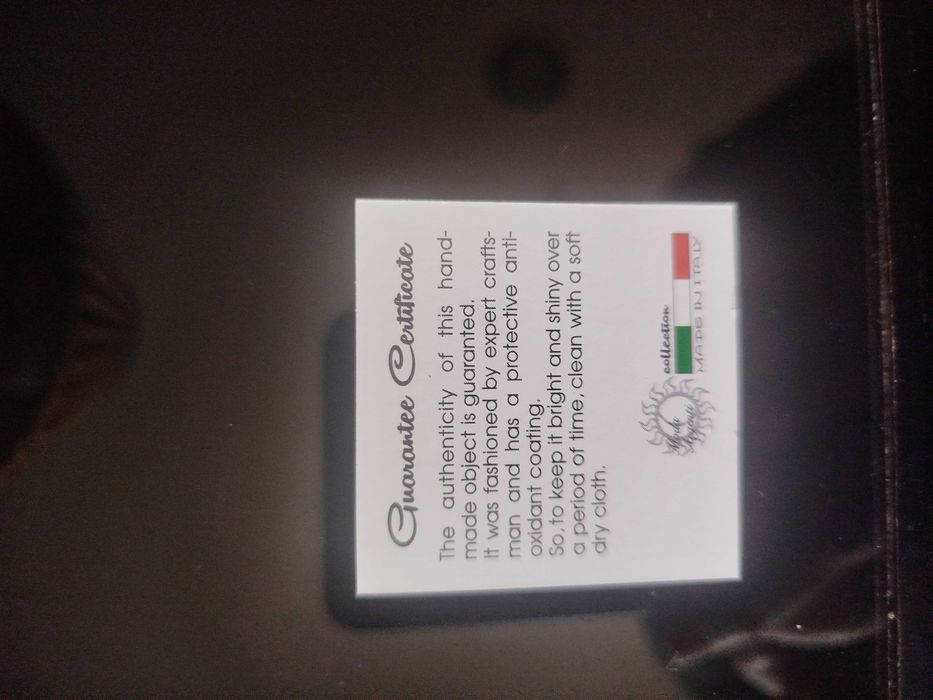 Guarantee Certificate
The authenticity of this hand-
made object is guaranted.
It was fashioned by expert crafts-
man and has a protective anti-
oxidant coating.
So, to keep it bright and shiny over
a period of time, clean with a soft
dry cloth.
collection
MADE IN ITALY